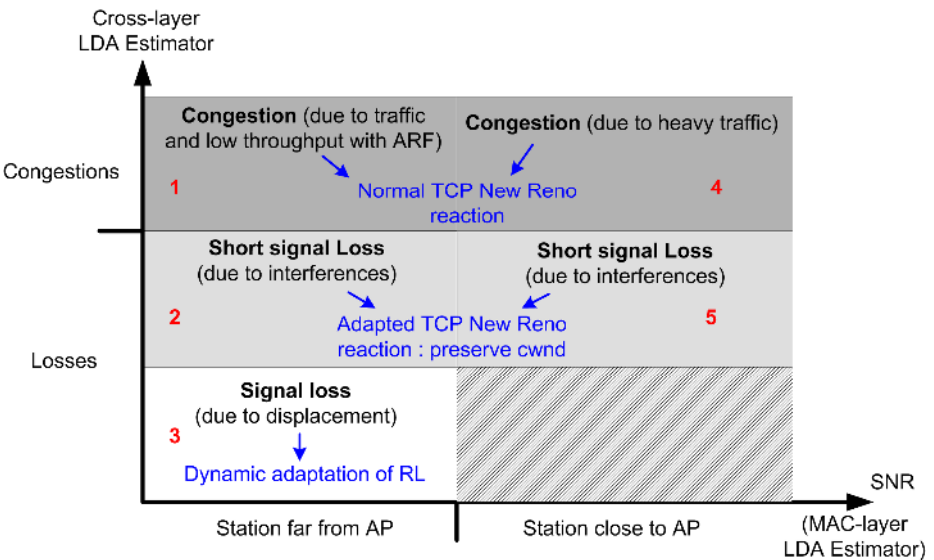 Cross-layer
LDA Estimator
Congestion (due to traffic
and low throughput with ARF)
Congestion (due to heavy traffic)
Congestions
1
4
Normal TCP New Reno
reaction
Short signal Loss
(due to interferences)
Short signal Loss
(due to interferences)
2
5
Adapted TCP New Reno
reaction : preserve cwnd
Losses
Signal loss
(due to displacement)
3
Dynamic adaptation of RL
SNR
(MAC-layer
LDA Estimator)
Station far from AP
Station close to AP